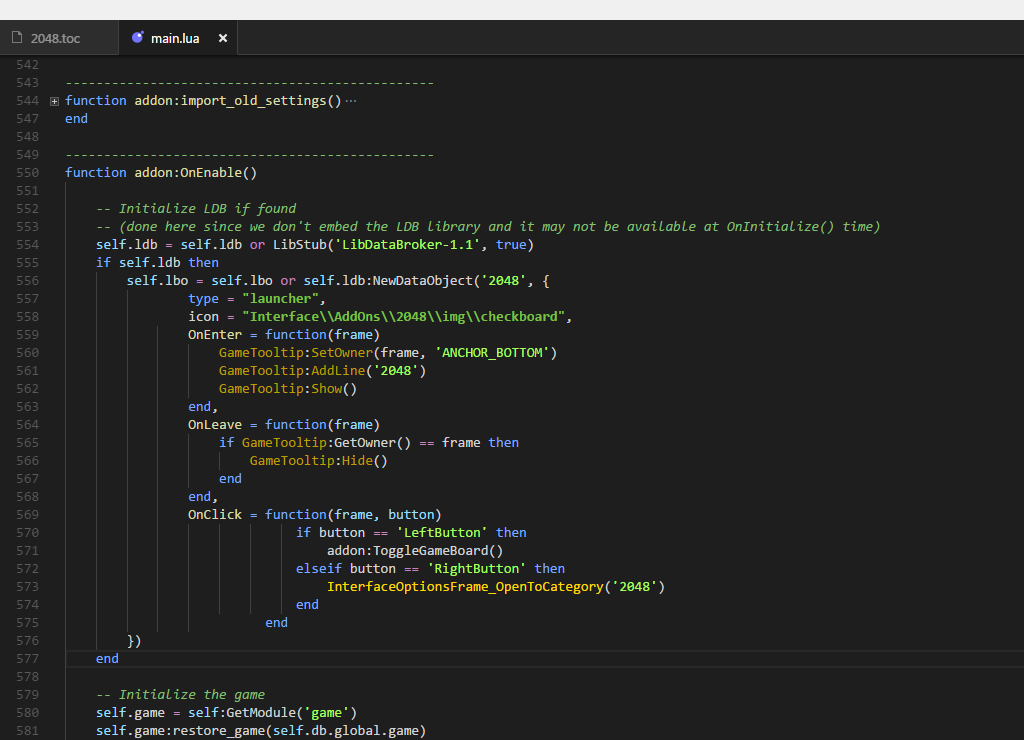 2048.toc main.lua ×
542
543 ------------------------------------------------
544 function addon:import_old_settings() ···
547 end
548
549 ------------------------------------------------
550 function addon:OnEnable()
551
552     -- Initialize LDB if found
553     -- (done here since we don't embed the LDB library and it may not be available at OnInitialize() time)
554     self.ldb = self.ldb or LibStub('LibDataBroker-1.1', true)
555     if self.ldb then
556         self.lbo = self.lbo or self.ldb:NewDataObject('2048', {
557                 type = "launcher",
558                 icon = "Interface\\AddOns\\2048\\img\\checkboard",
559                 OnEnter = function(frame)
560                     GameTooltip:SetOwner(frame, 'ANCHOR_BOTTOM')
561                     GameTooltip:AddLine('2048')
562                     GameTooltip:Show()
563                 end,
564                 OnLeave = function(frame)
565                     if GameTooltip:GetOwner() == frame then
566                         GameTooltip:Hide()
567                     end
568                 end,
569                 OnClick = function(frame, button)
570                               if button == 'LeftButton' then
571                                   addon:ToggleGameBoard()
572                               elseif button == 'RightButton' then
573                                   InterfaceOptionsFrame_OpenToCategory('2048')
574                               end
575                           end
576         })
577     end
578
579     -- Initialize the game
580     self.game = self:GetModule('game')
581     self.game:restore_game(self.db.global.game)